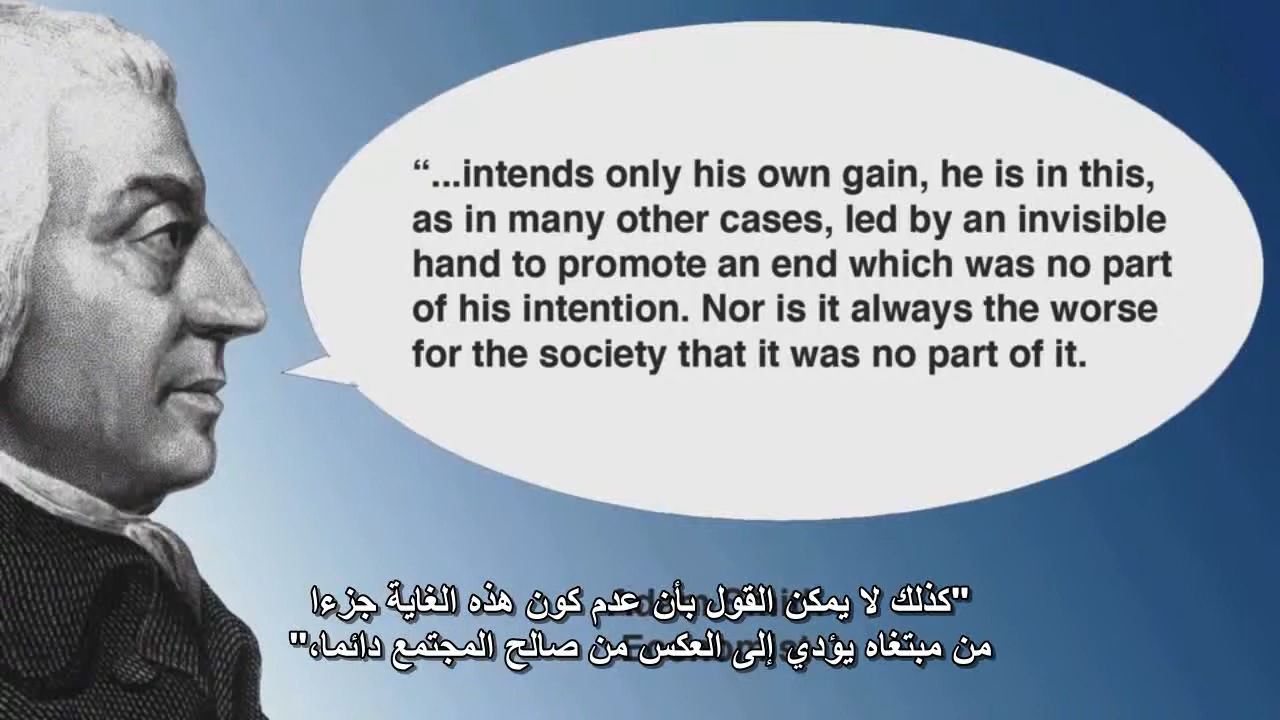 “...intends only his own gain, he is in this,
as in many other cases, led by an invisible
hand to promote an end which was no part
of his intention. Nor is it always the worse
for the society that it was no part of it.
"كذلك لا يمكن القول بأن عدم كون هذه الغاية جزءا
من مبتغاه يؤدي إلى العكس من صالح المجتمع دائما،"